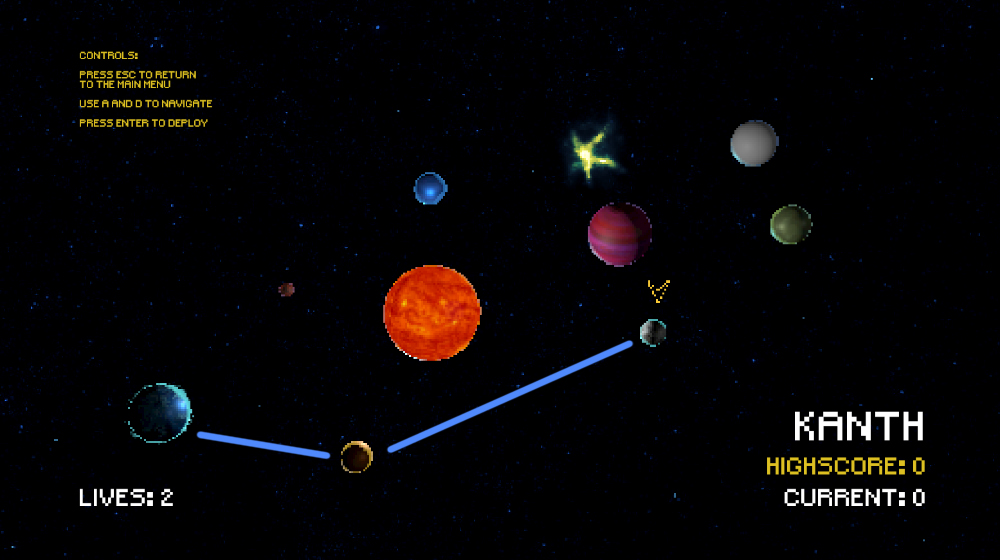 CONTROLS:
PRESS ESC TO RETURN
TO THE MAIN MENU
USE A AND D TO NAVIGATE
PRESS ENTER TO DEPLOY
KANTH
HIGHSCORE: 0
LIVES: 2
CURRENT: 0